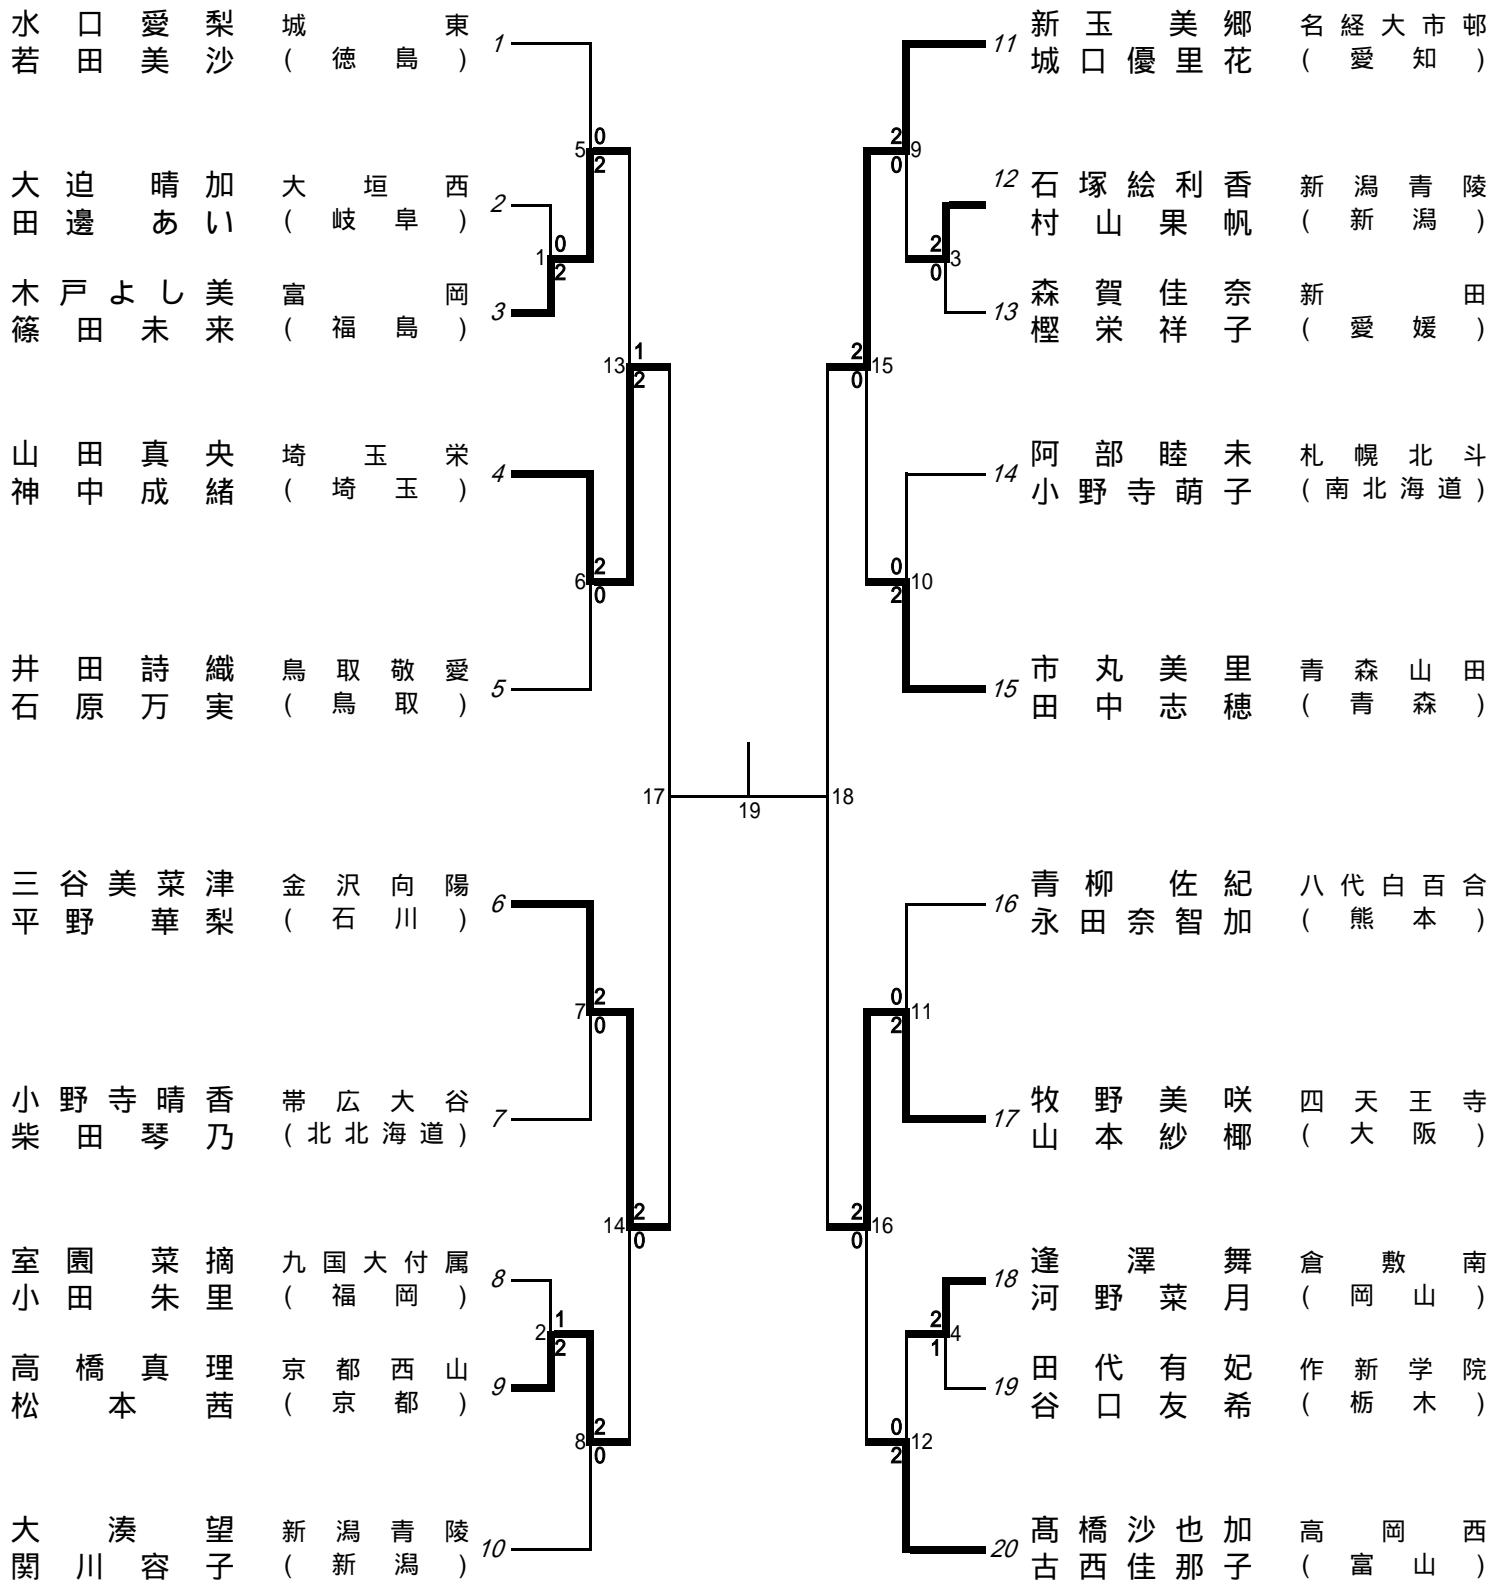 水口愛梨 城東 1
若田美沙 (徳島)
大迫晴加 大垣西 2
田邊あい (岐阜)
木戸よし美 富岡 3
篠田未来 (福島)
山田真央 埼玉栄 4
神中成緒 (埼玉)
井田詩織 鳥取敬愛 5
石原万実 (鳥取)
三谷美菜津 金沢向陽 6
平野華梨 (石川)
小野寺晴香 帯広大谷 7
柴田琴乃 (北北海道)
室園菜摘 九国大付属 8
小田朱里 (福岡)
高橋真理 京都西山 9
松本茜 (京都)
大湊望 新潟青陵 10
関川容子 (新潟)
5 0
2
1 0
2
13 1
2
6 2
0
17
7 2
0
14 2
0
2 1
2
8 2
0
19
11 新玉美郷 名経大市邨
城口優里花 (愛知)
12 石塚絵利香 新潟青陵
村山果帆 (新潟)
13 森賀佳奈 新田
樫栄祥子 (愛媛)
14 阿部睦未 札幌北斗
小野寺萌子 (南北海道)
15 市丸美里 青森山田
田中志穂 (青森)
16 青柳佐紀 八代白百合
永田奈智加 (熊本)
17 牧野美咲 四天王寺
山本紗椰 (大阪)
18 逢澤舞 倉敷南
河野菜月 (岡山)
19 田代有妃 作新学院
谷口友希 (栃木)
20 髙橋沙也加 高岡西
古西佳那子 (富山)
2 9
0
2 3
0
2 15
0
0 10
2
18
0 11
2
2 16
0
2 4
1
0 12
2